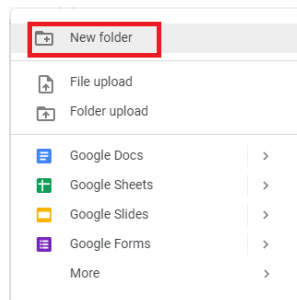 New folder
File upload
Folder upload
Google Docs
Google Sheets
Google Slides
Google Forms
More